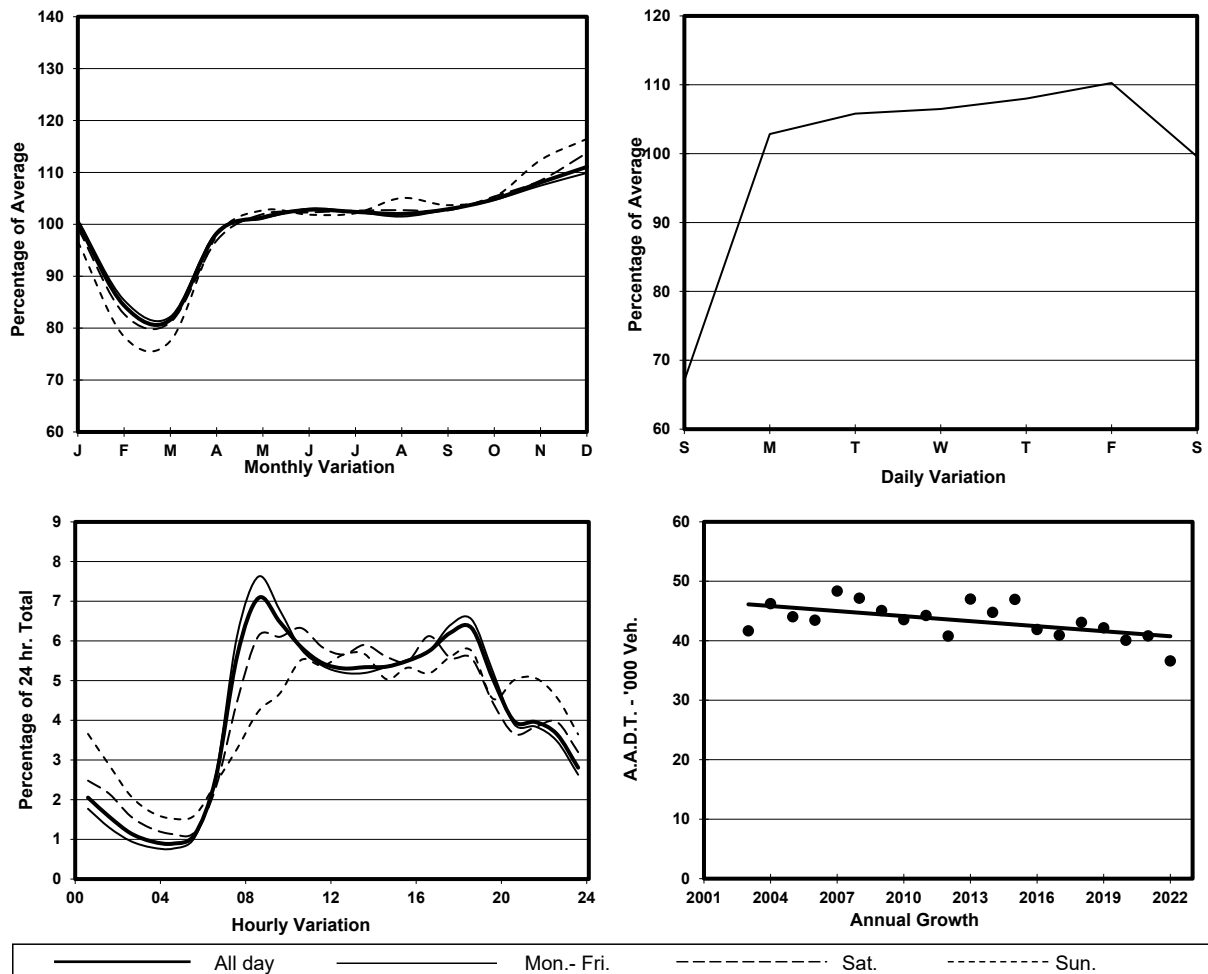 140
130
120
110
100
90
80
70
60
Percentage of Average
J F M A M J J A S O N D
Monthly Variation
120
110
100
90
80
70
60
Percentage of Average
S M T W T F S
Daily Variation
9
8
7
6
5
4
3
2
1
0
Percentage of 24 hr. Total
00 04 08 12 16 20 24
Hourly Variation
60
50
40
30
20
10
0
A.A.D.T. - '000 Veh.
2001 2004 2007 2010 2013 2016 2019 2022
Annual Growth
All day Mon.- Fri. Sat. Sun.